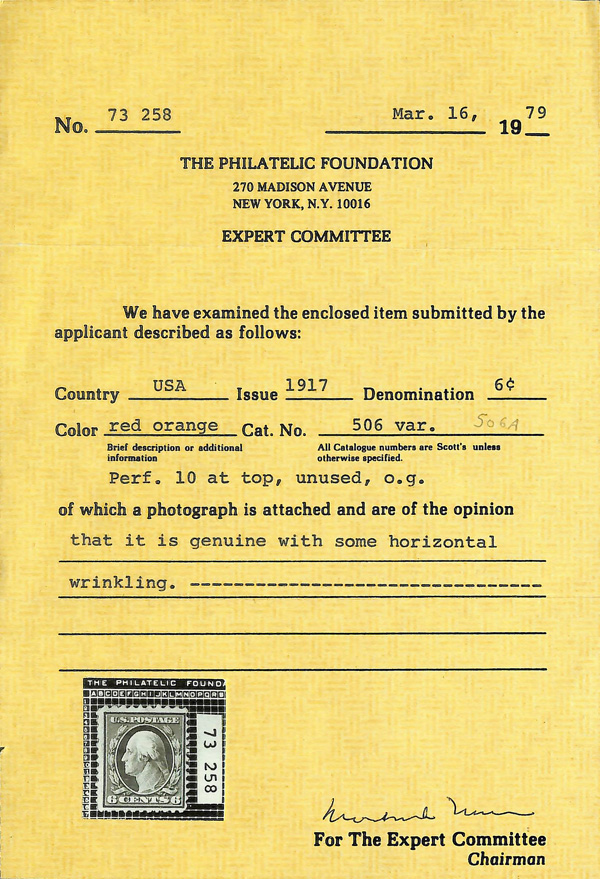 No. 73 258 Mar. 16, 19 79
THE PHILATELIC FOUNDATION
270 MADISON AVENUE
NEW YORK, N.Y. 10016
EXPERT COMMITTEE
We have examined the enclosed item submitted by the
applicant described as follows:
Country USA Issue 1917 Denomination 6¢
Color red orange Cat. No. 506 var. 506A
Brief description or additional
information
All Catalogue numbers are Scott's unless
otherwise specified.
Perf. 10 at top, unused, o.g.
of which a photograph is attached and are of the opinion
that it is genuine with some horizontal
wrinkling. --------------------------------
THE PHILATELIC FOUND
ABCDEFGHIJKLMNOPQRS
U.S. POSTAGE
6 CENTS 6
73 258
For The Expert Committee
Chairman